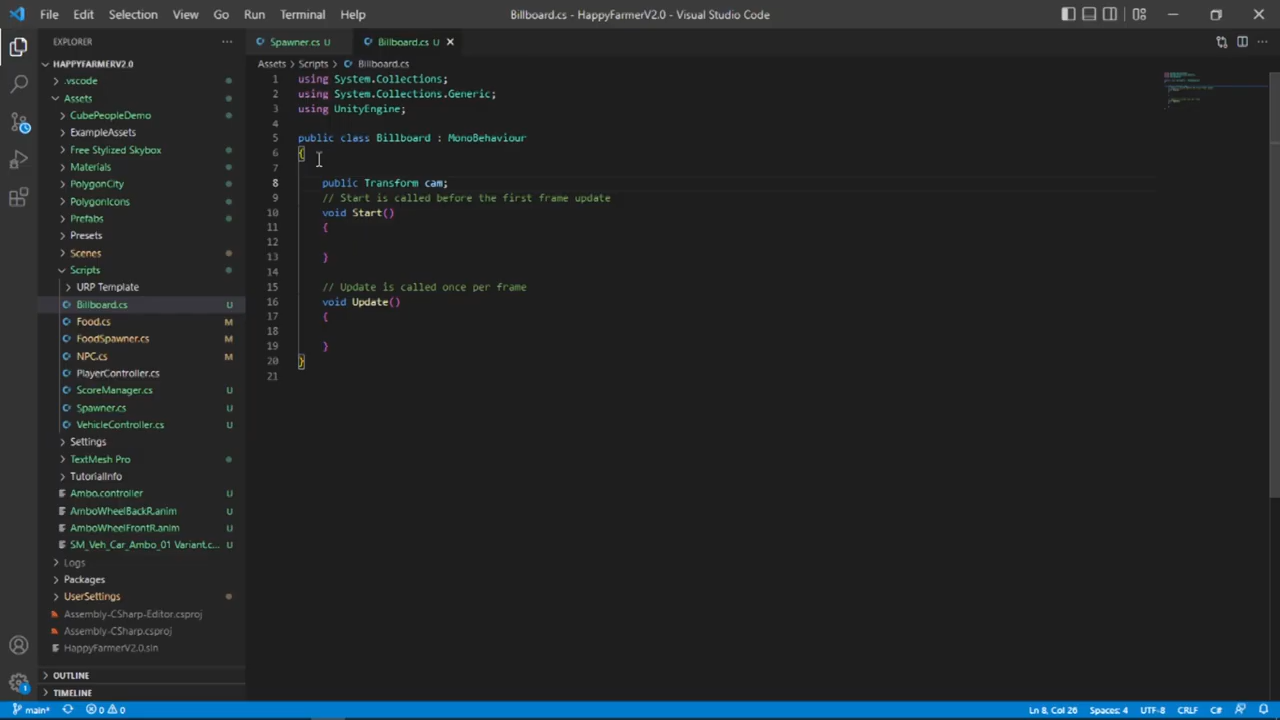 File Edit Selection View Go Run Terminal Help
Billboard.cs - HappyFarmerV2.0 - Visual Studio Code
EXPLORER
HAPPYFARMERV2.0
.vscode
Assets
CubePeopleDemo
ExampleAssets
Free Stylized Skybox
Materials
PolygonCity
PolygonIcons
Prefabs
Presets
Scenes
Scripts
URP Template
Billboard.cs U
Food.cs M
FoodSpawner.cs M
NPC.cs M
PlayerController.cs
ScoreManager.cs U
Spawner.cs U
VehicleController.cs U
Settings
TextMesh Pro
TutorialInfo
Ambo.controller U
AmboWheelBackR.anim U
AmboWheelFrontR.anim U
SM_Veh_Car_Ambo_01 Variant.c... U
Logs
Packages
UserSettings
Assembly-CSharp-Editor.csproj
Assembly-CSharp.csproj
HappyFarmerV2.0.sln
OUTLINE
TIMELINE
Spawner.cs U Billboard.cs U
Assets > Scripts > Billboard.cs
1 using System.Collections;
2 using System.Collections.Generic;
3 using UnityEngine;
4
5 public class Billboard : MonoBehaviour
6 {
7
8 public Transform cam;
9 // Start is called before the first frame update
10 void Start()
11 {
12
13 }
14
15 // Update is called once per frame
16 void Update()
17 {
18
19 }
20 }
21
main* 0 0 Ln 8, Col 26 Spaces: 4 UTF-8 CRLF C#